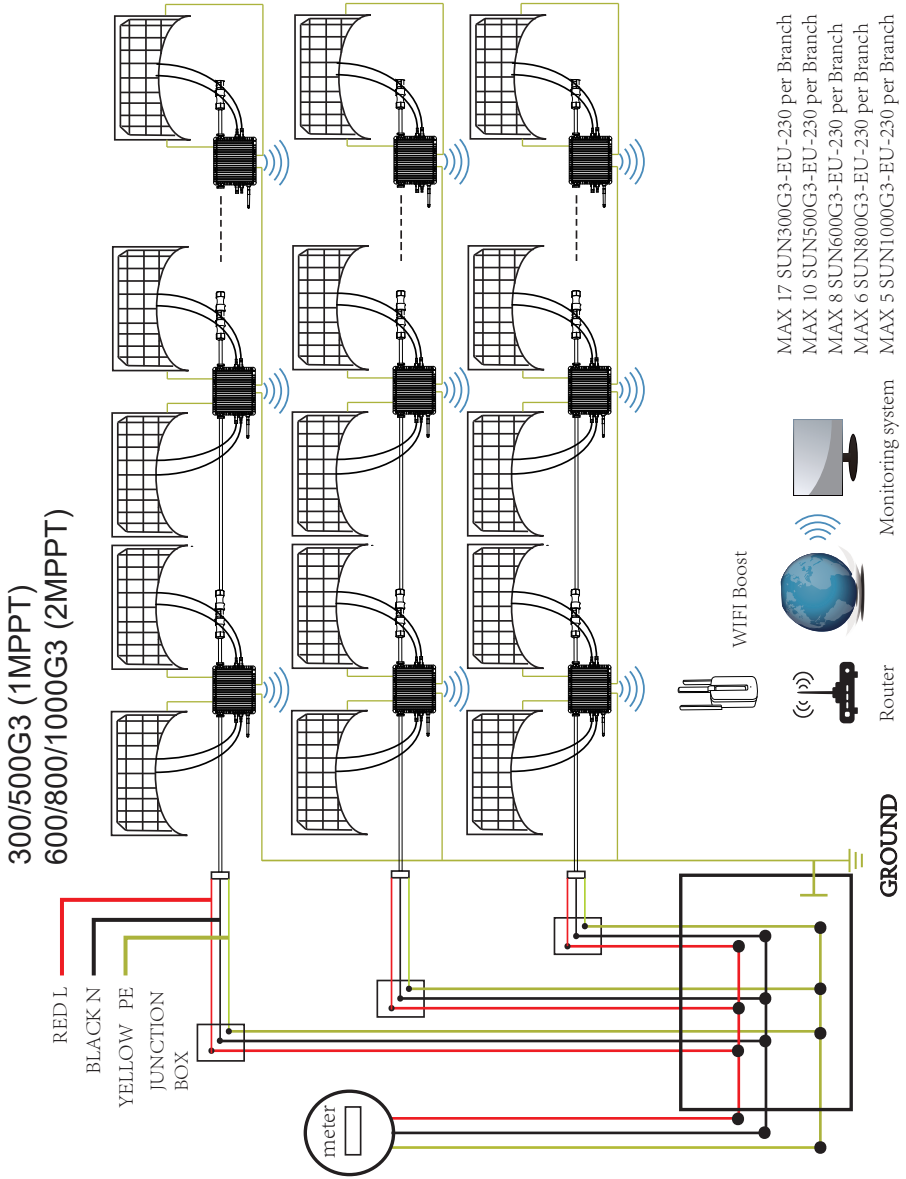 300/500G3 (1MPPT)
600/800/1000G3 (2MPPT)
RED L
BLACK N
YELLOW PE
JUNCTION
BOX
meter
GROUND
Router
WIFI Boost
Monitoring system
MAX 17 SUN300G3-EU-230 per Branch
MAX 10 SUN500G3-EU-230 per Branch
MAX 8 SUN600G3-EU-230 per Branch
MAX 6 SUN800G3-EU-230 per Branch
MAX 5 SUN1000G3-EU-230 per Branch